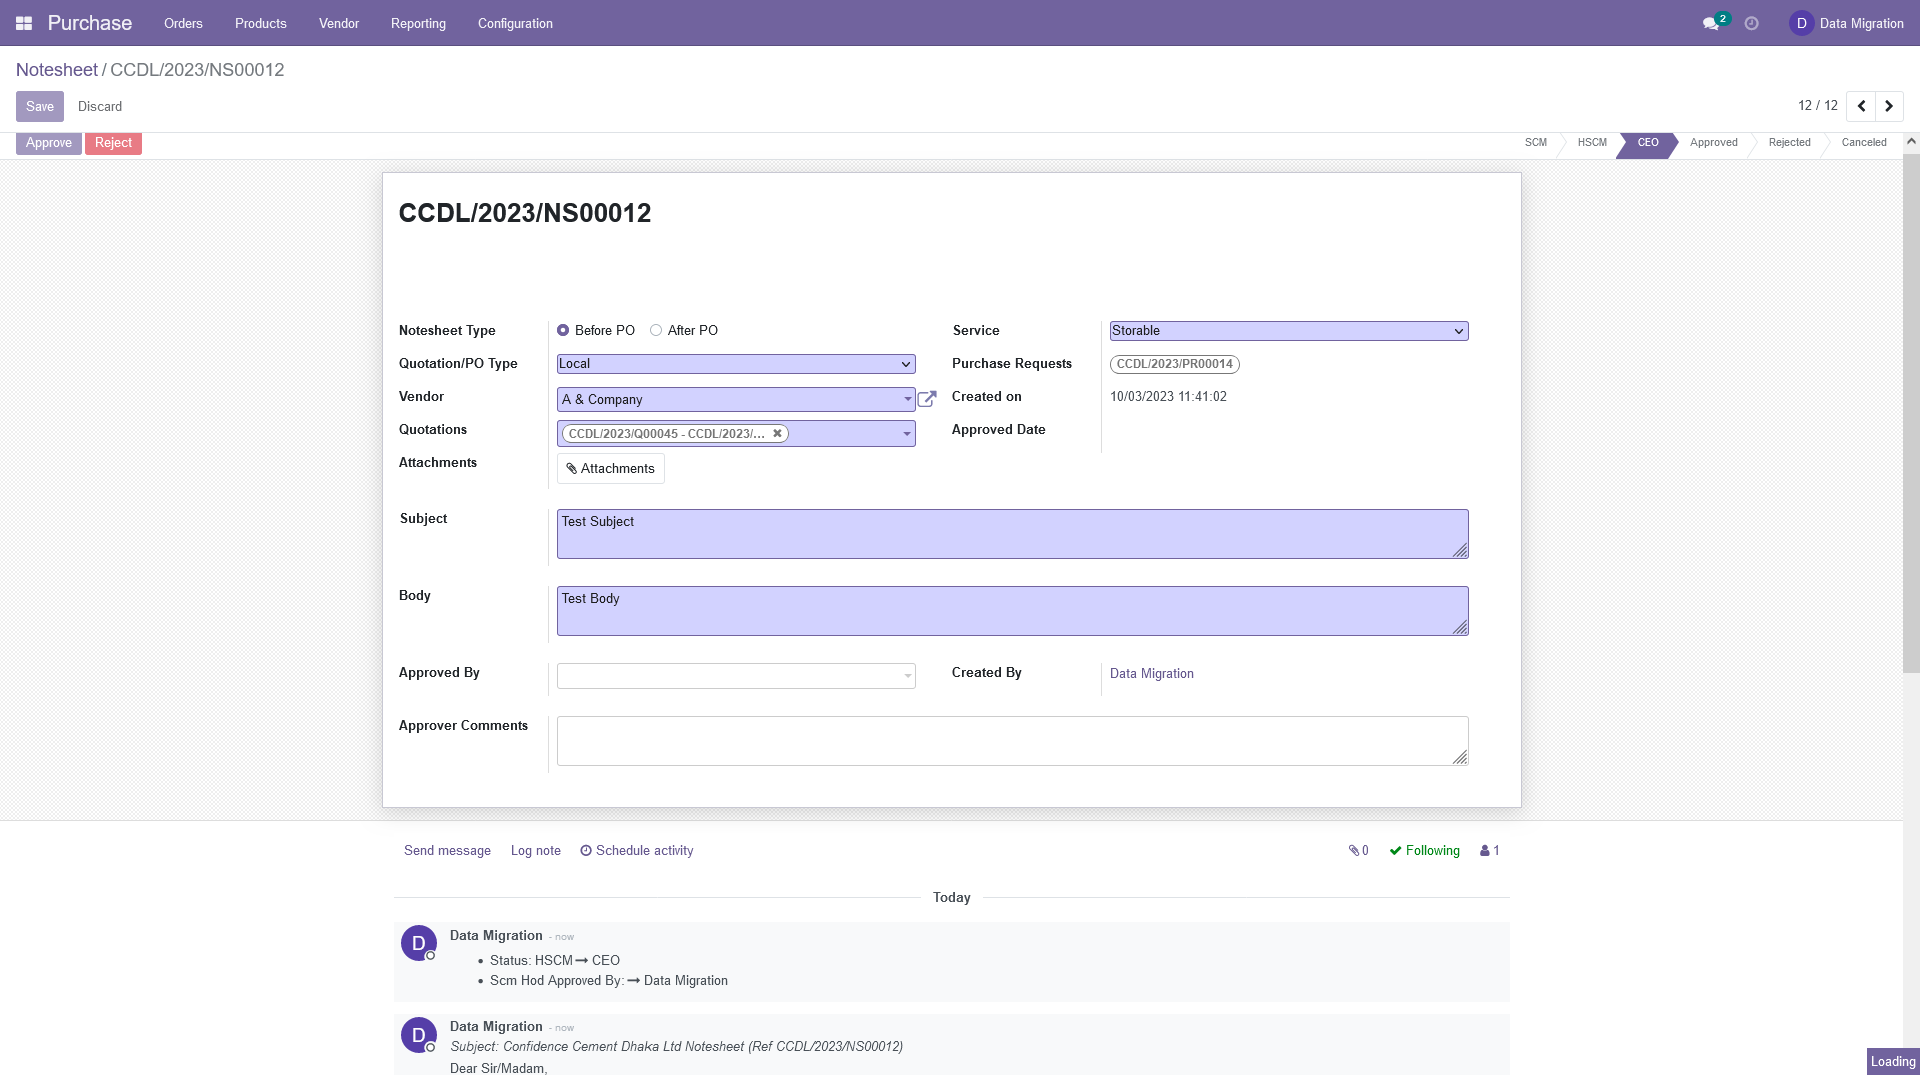 Purchase Orders Products Vendor Reporting Configuration 2 D Data Migration
Notesheet / CCDL/2023/NS00012
Save Discard 12 / 12
Approve Reject SCM HSCM CEO Approved Rejected Canceled
CCDL/2023/NS00012
Notesheet Type Before PO After PO Service Storable
Quotation/PO Type Local Purchase Requests CCDL/2023/PR00014
Vendor A & Company Created on 10/03/2023 11:41:02
Quotations CCDL/2023/Q00045 - CCDL/2023/... Approved Date
Attachments Attachments
Subject Test Subject
Body Test Body
Approved By Created By Data Migration
Approver Comments
Send message Log note Schedule activity 0 Following 1
Today
D Data Migration - now
Status: HSCM → CEO
Scm Hod Approved By: → Data Migration
D Data Migration - now
Subject: Confidence Cement Dhaka Ltd Notesheet (Ref CCDL/2023/NS00012)
Dear Sir/Madam,
Loading